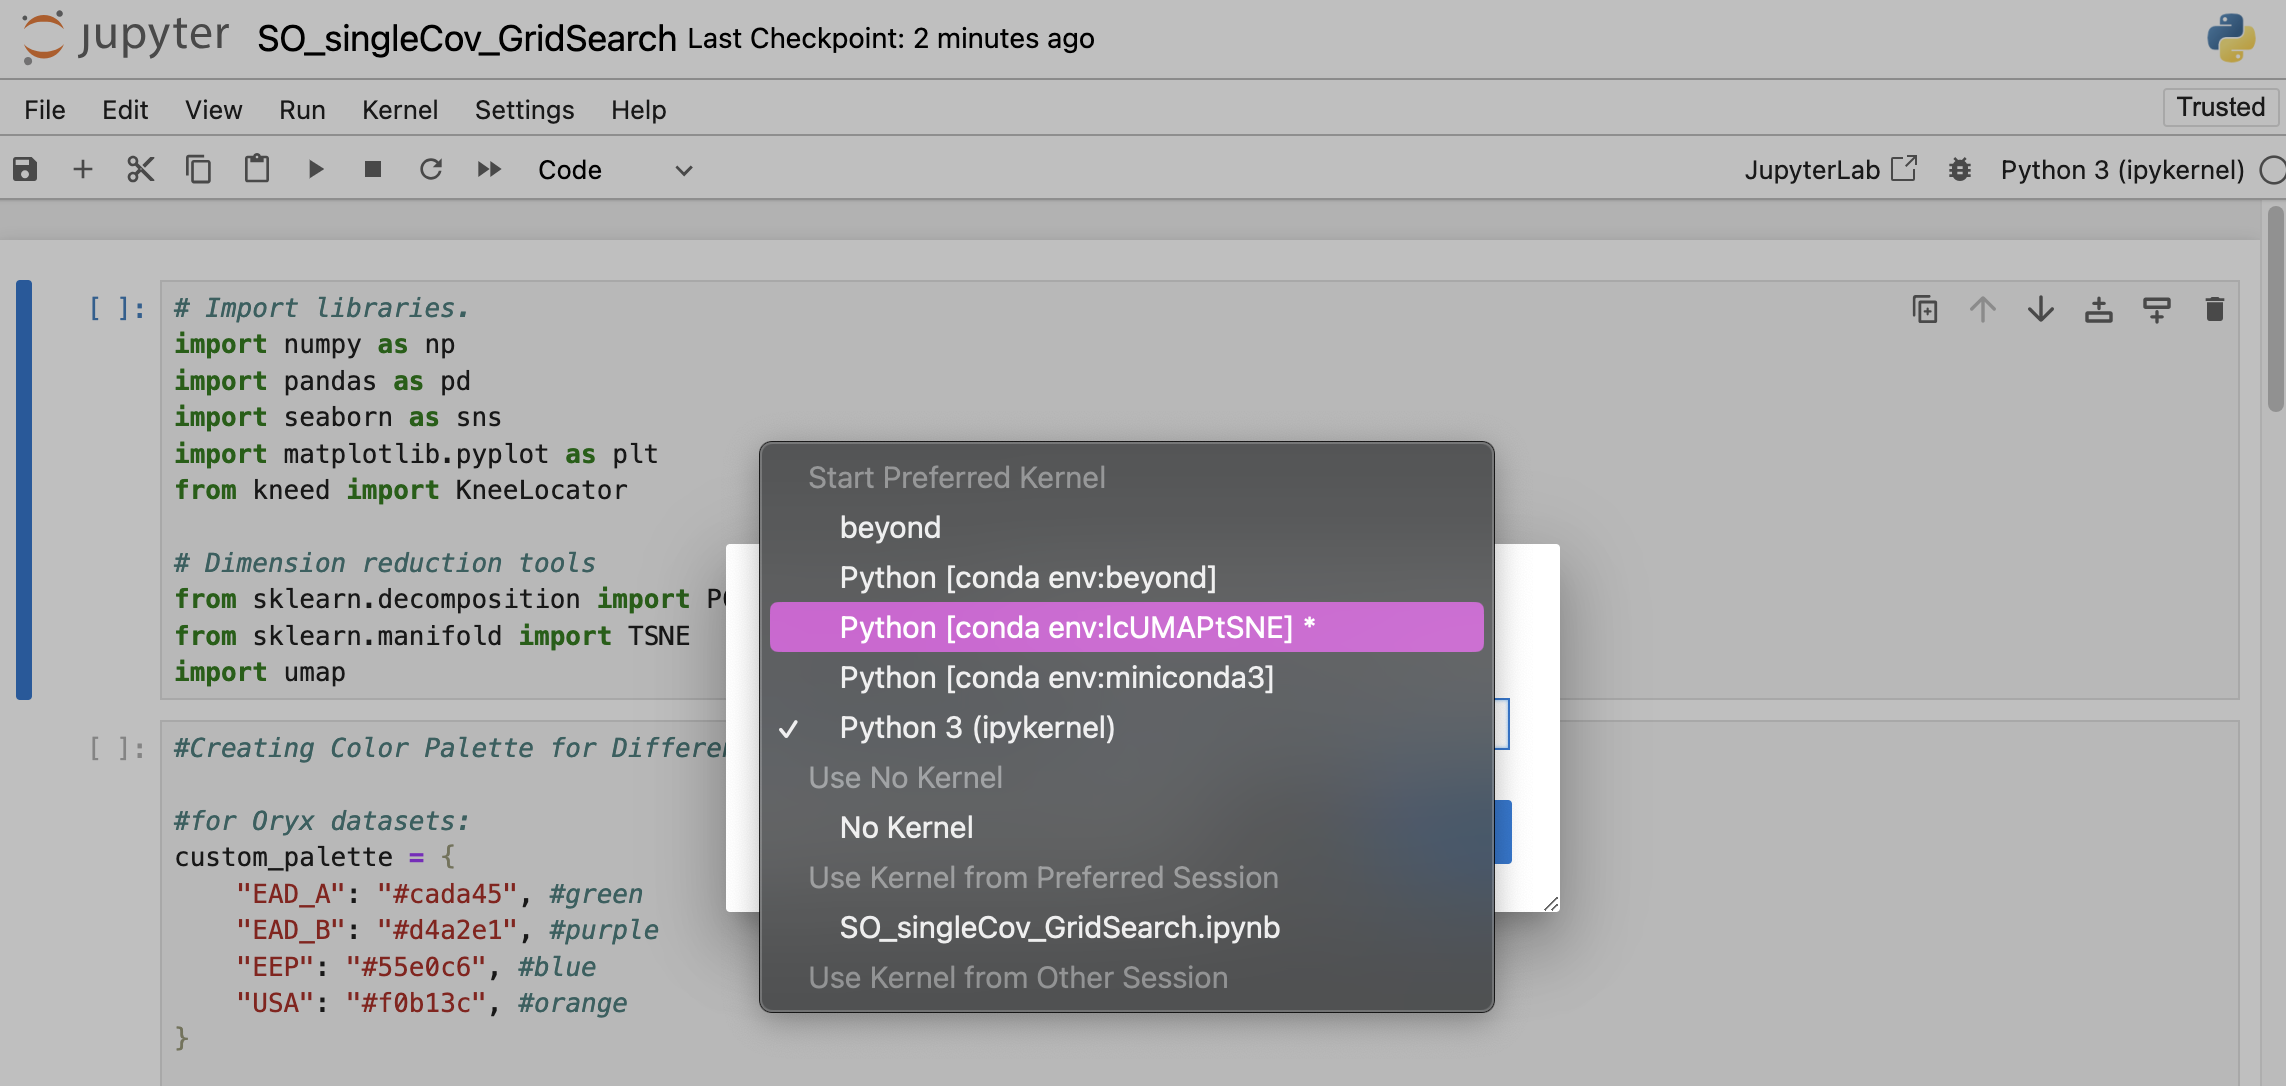 jupyter SO_singleCov_GridSearch Last Checkpoint: 2 minutes ago
File Edit View Run Kernel Settings Help Trusted
Code JupyterLab Python 3 (ipykernel)
[ ]: # Import libraries.
import numpy as np
import pandas as pd
import seaborn as sns
import matplotlib.pyplot as plt
from kneed import KneeLocator
# Dimension reduction tools
from sklearn.decomposition import
from sklearn.manifold import TSNE
import umap
[ ]: #Creating Color Palette for
#for Oryx datasets:
custom_palette = {
"EAD_A": "#cada45", #green
"EAD_B": "#d4a2e1", #purple
"EEP": "#55e0c6", #blue
"USA": "#f0b13c", #orange
}
Start Preferred Kernel
beyond
Python [conda env:beyond]
Python [conda env:lcUMAPtSNE] *
Python [conda env:miniconda3]
✓ Python 3 (ipykernel)
Use No Kernel
No Kernel
Use Kernel from Preferred Session
SO_singleCov_GridSearch.ipynb
Use Kernel from Other Session